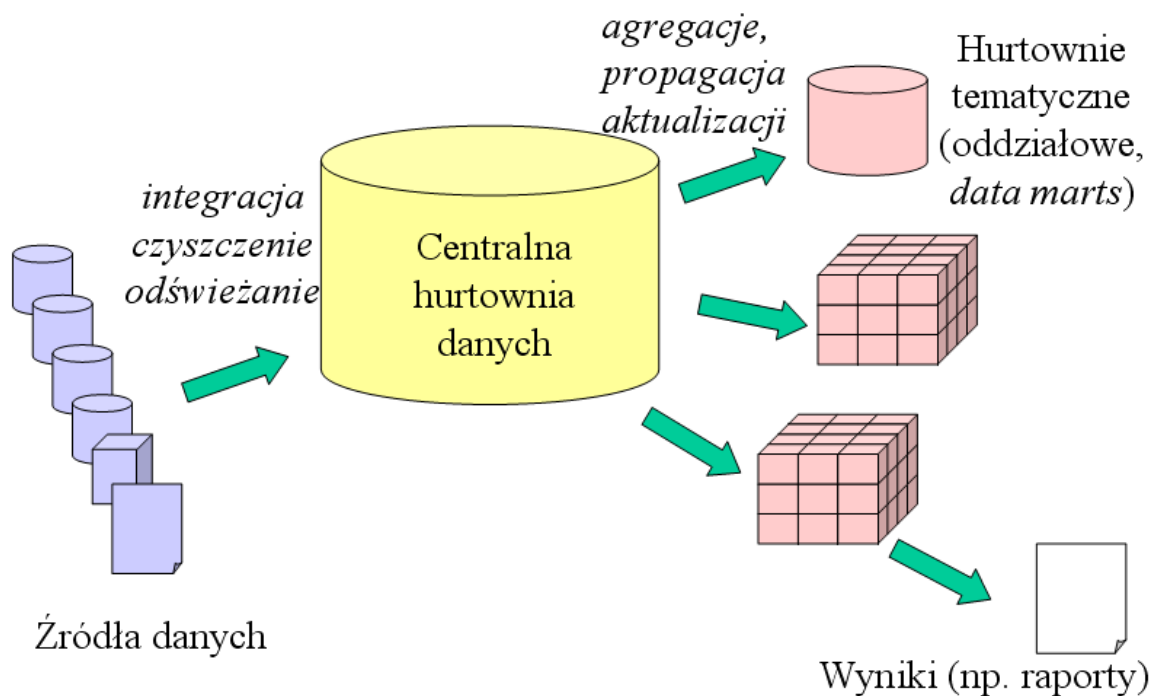 agregacje,
propagacja
aktualizacji
Hurtownie
tematyczne
(oddziałowe,
data marts)
integracja
czyszczenie
odświeżanie
Centralna
hurtownia
danych
Źródła danych
Wyniki (np. raporty)